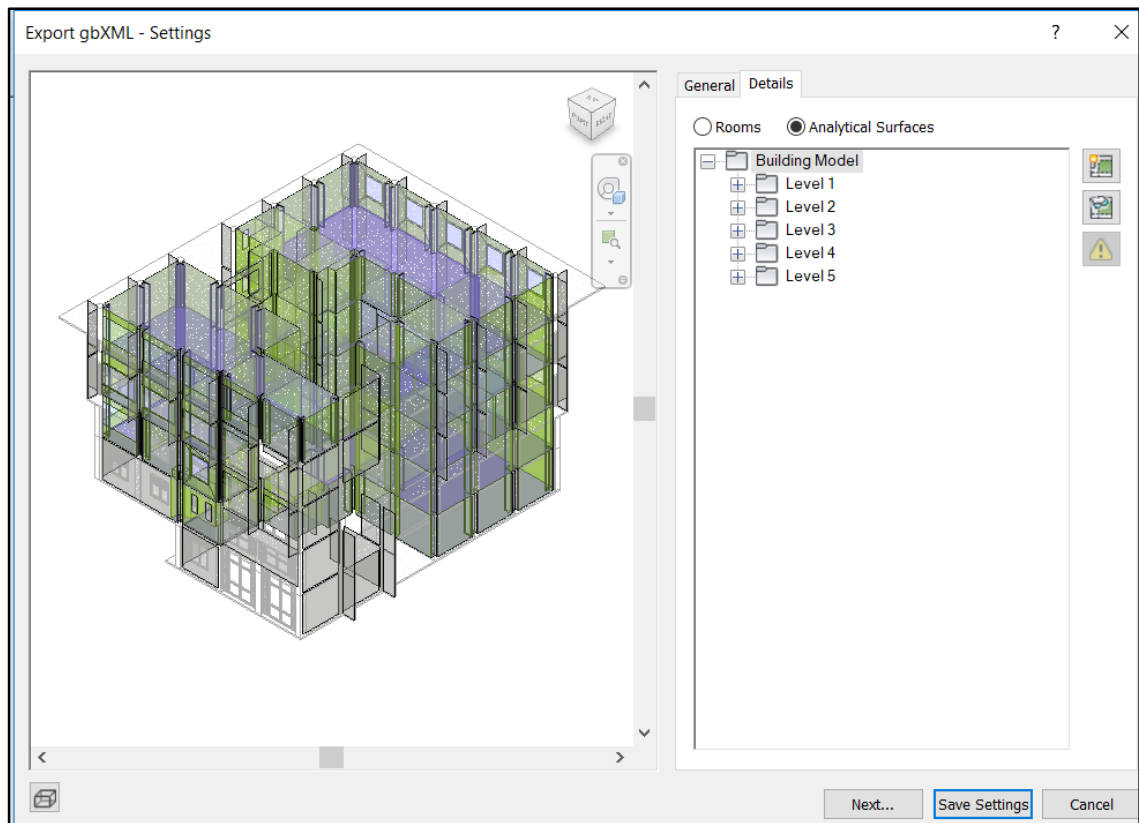 Export gbXML - Settings
?
General
Details
Rooms
Analytical Surfaces
Building Model
Level 1
Level 2
Level 3
Level 4
Level 5
Next...
Save Settings
Cancel